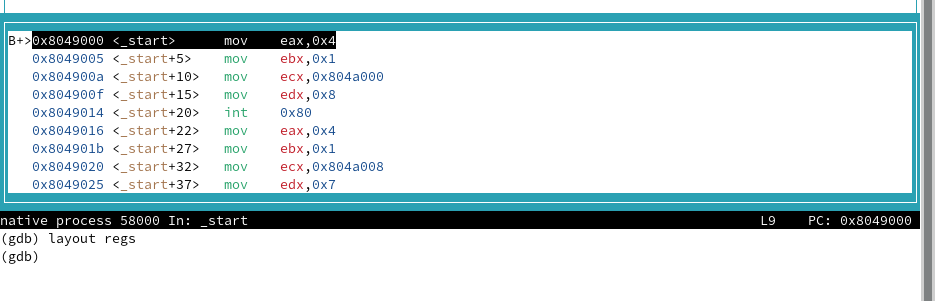 B+>0x8049000 <_start>      mov    eax,0x4
0x8049005 <_start+5>    mov    ebx,0x1
0x804900a <_start+10>   mov    ecx,0x804a000
0x804900f <_start+15>   mov    edx,0x8
0x8049014 <_start+20>   int    0x80
0x8049016 <_start+22>   mov    eax,0x4
0x804901b <_start+27>   mov    ebx,0x1
0x8049020 <_start+32>   mov    ecx,0x804a008
0x8049025 <_start+37>   mov    edx,0x7
native process 58000 In: _start    L9    PC: 0x8049000
(gdb) layout regs
(gdb)